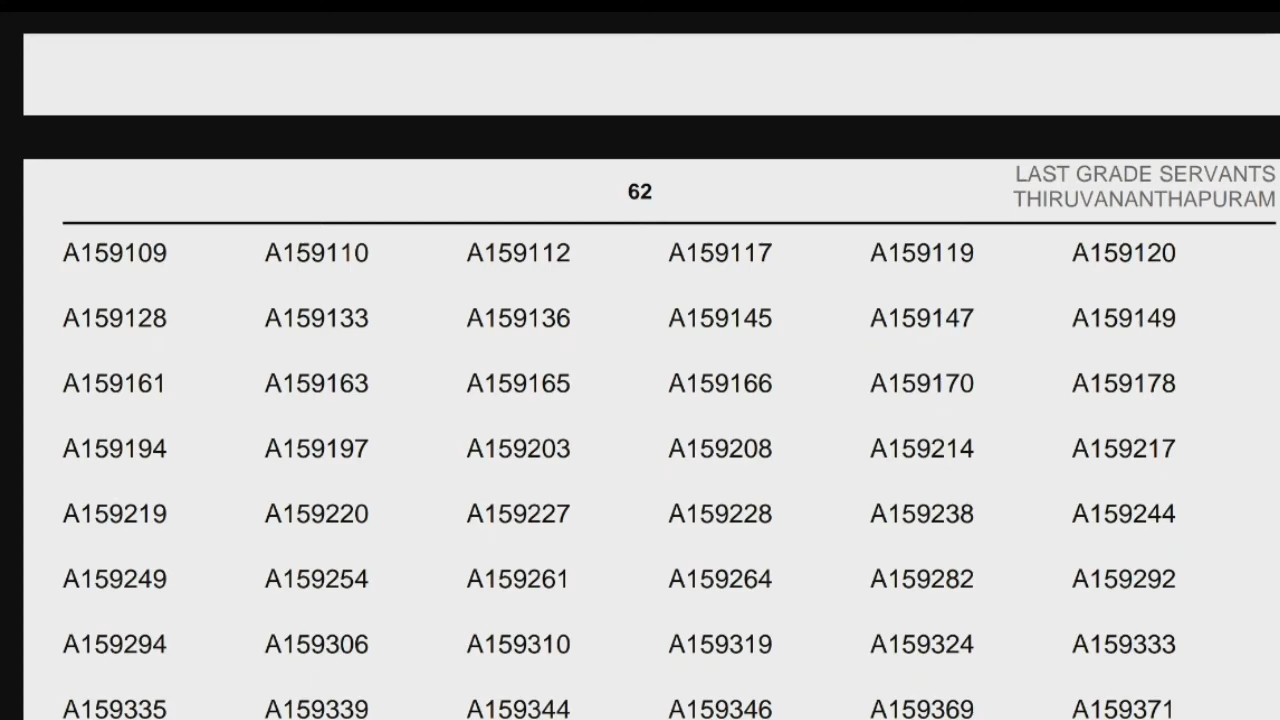 62
LAST GRADE SERVANTS
THIRUVANANTHAPURAM
A159109 A159110 A159112 A159117 A159119 A159120
A159128 A159133 A159136 A159145 A159147 A159149
A159161 A159163 A159165 A159166 A159170 A159178
A159194 A159197 A159203 A159208 A159214 A159217
A159219 A159220 A159227 A159228 A159238 A159244
A159249 A159254 A159261 A159264 A159282 A159292
A159294 A159306 A159310 A159319 A159324 A159333
A159335 A159339 A159344 A159346 A159369 A159371